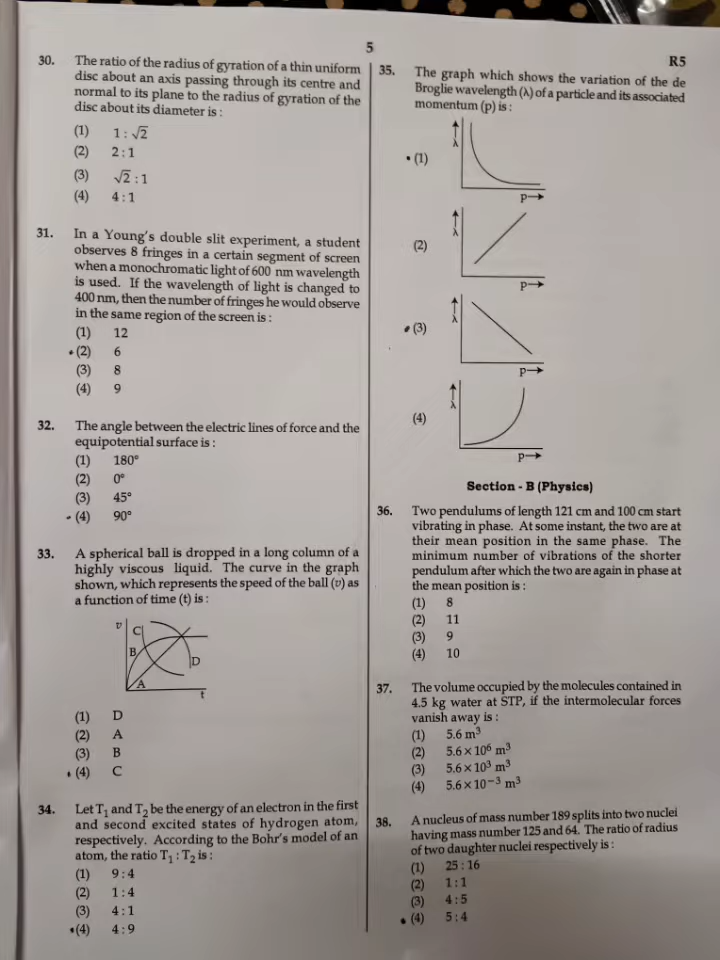 5
R5
30. The ratio of the radius of gyration of a thin uniform
disc about an axis passing through its centre and
normal to its plane to the radius of gyration of the
disc about its diameter is :
(1) 1 : √2
(2) 2 : 1
(3) √2 : 1
(4) 4 : 1
31. In a Young's double slit experiment, a student
observes 8 fringes in a certain segment of screen
when a monochromatic light of 600 nm wavelength
is used. If the wavelength of light is changed to
400 nm, then the number of fringes he would observe
in the same region of the screen is :
(1) 12
(2) 6
(3) 8
(4) 9
32. The angle between the electric lines of force and the
equipotential surface is :
(1) 180°
(2) 0°
(3) 45°
(4) 90°
33. A spherical ball is dropped in a long column of a
highly viscous liquid. The curve in the graph
shown, which represents the speed of the ball (v) as
a function of time (t) is :
v
C
B
D
A
t
(1) D
(2) A
(3) B
(4) C
34. Let T₁ and T₂ be the energy of an electron in the first
and second excited states of hydrogen atom,
respectively. According to the Bohr's model of an
atom, the ratio T₁ : T₂ is :
(1) 9 : 4
(2) 1 : 4
(3) 4 : 1
(4) 4 : 9
35. The graph which shows the variation of the de
Broglie wavelength (λ) of a particle and its associated
momentum (p) is :
(1)
λ
p→
(2)
λ
p→
(3)
λ
p→
(4)
λ
p→
Section - B (Physics)
36. Two pendulums of length 121 cm and 100 cm start
vibrating in phase. At some instant, the two are at
their mean position in the same phase. The
minimum number of vibrations of the shorter
pendulum after which the two are again in phase at
the mean position is :
(1) 8
(2) 11
(3) 9
(4) 10
37. The volume occupied by the molecules contained in
4.5 kg water at STP, if the intermolecular forces
vanish away is :
(1) 5.6 m³
(2) 5.6 × 10⁶ m³
(3) 5.6 × 10³ m³
(4) 5.6 × 10⁻³ m³
38. A nucleus of mass number 189 splits into two nuclei
having mass number 125 and 64. The ratio of radius
of two daughter nuclei respectively is :
(1) 25 : 16
(2) 1 : 1
(3) 4 : 5
(4) 5 : 4